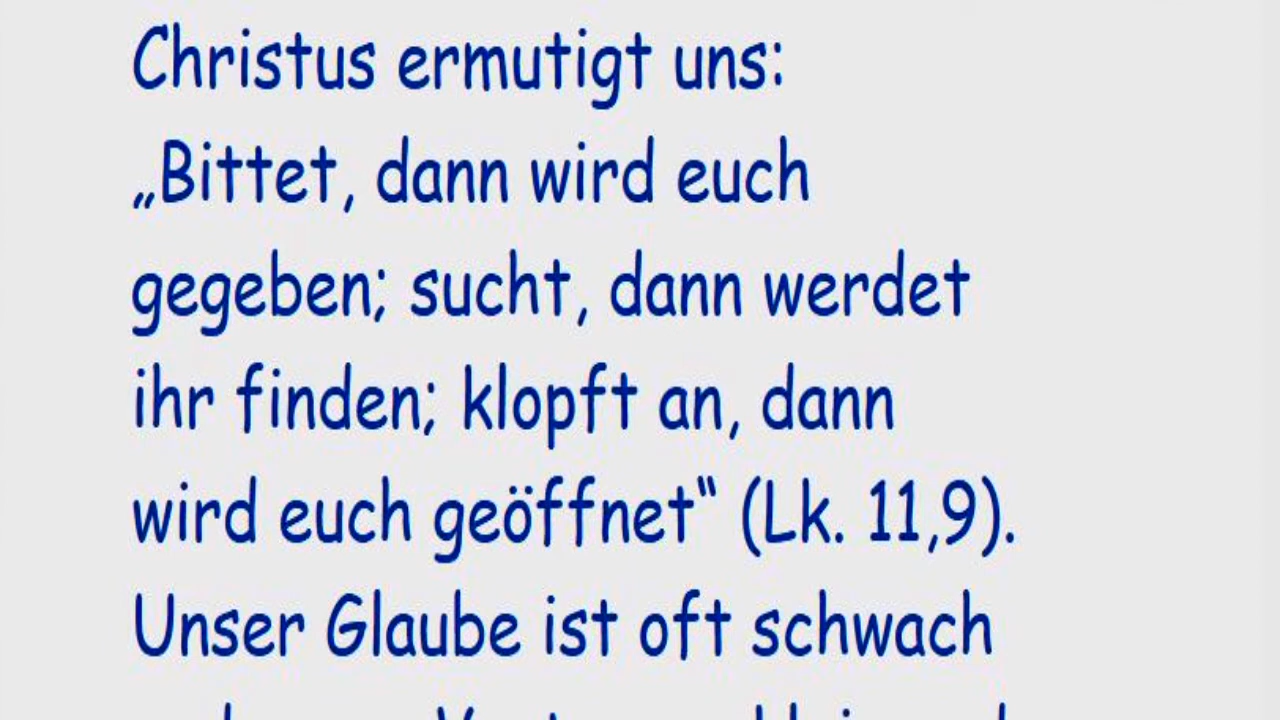 Christus ermutigt uns:
„Bittet, dann wird euch
gegeben; sucht, dann werdet
ihr finden; klopft an, dann
wird euch geöffnet“ (Lk. 11,9).
Unser Glaube ist oft schwach